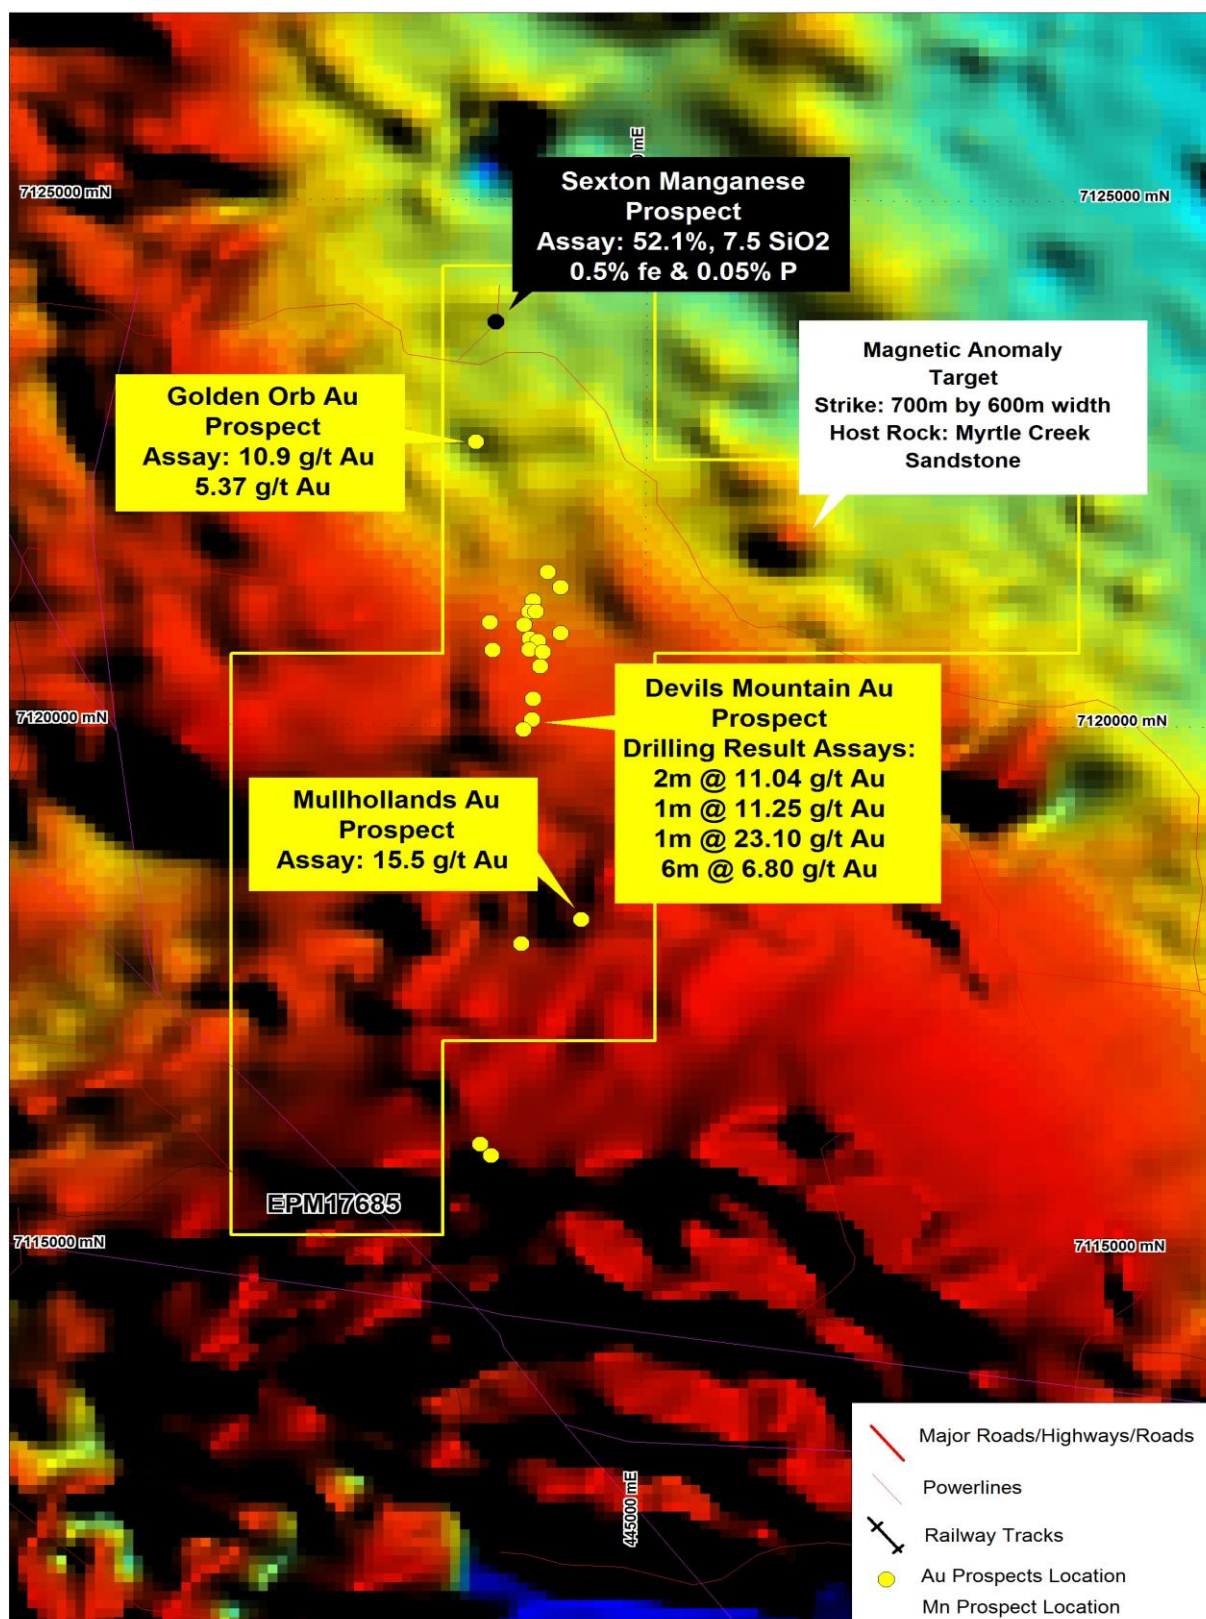 7125000 mN
7125000 mN
0 mE
Sexton Manganese
Prospect
Assay: 52.1%, 7.5 SiO2
0.5% fe & 0.05% P
Magnetic Anomaly
Target
Strike: 700m by 600m width
Host Rock: Myrtle Creek
Sandstone
Golden Orb Au
Prospect
Assay: 10.9 g/t Au
5.37 g/t Au
7120000 mN
7120000 mN
Devils Mountain Au
Prospect
Drilling Result Assays:
2m @ 11.04 g/t Au
1m @ 11.25 g/t Au
1m @ 23.10 g/t Au
6m @ 6.80 g/t Au
Mullhollands Au
Prospect
Assay: 15.5 g/t Au
EPM17685
7115000 mN
7115000 mN
445000 mE
Major Roads/Highways/Roads
Powerlines
Railway Tracks
Au Prospects Location
Mn Prospect Location